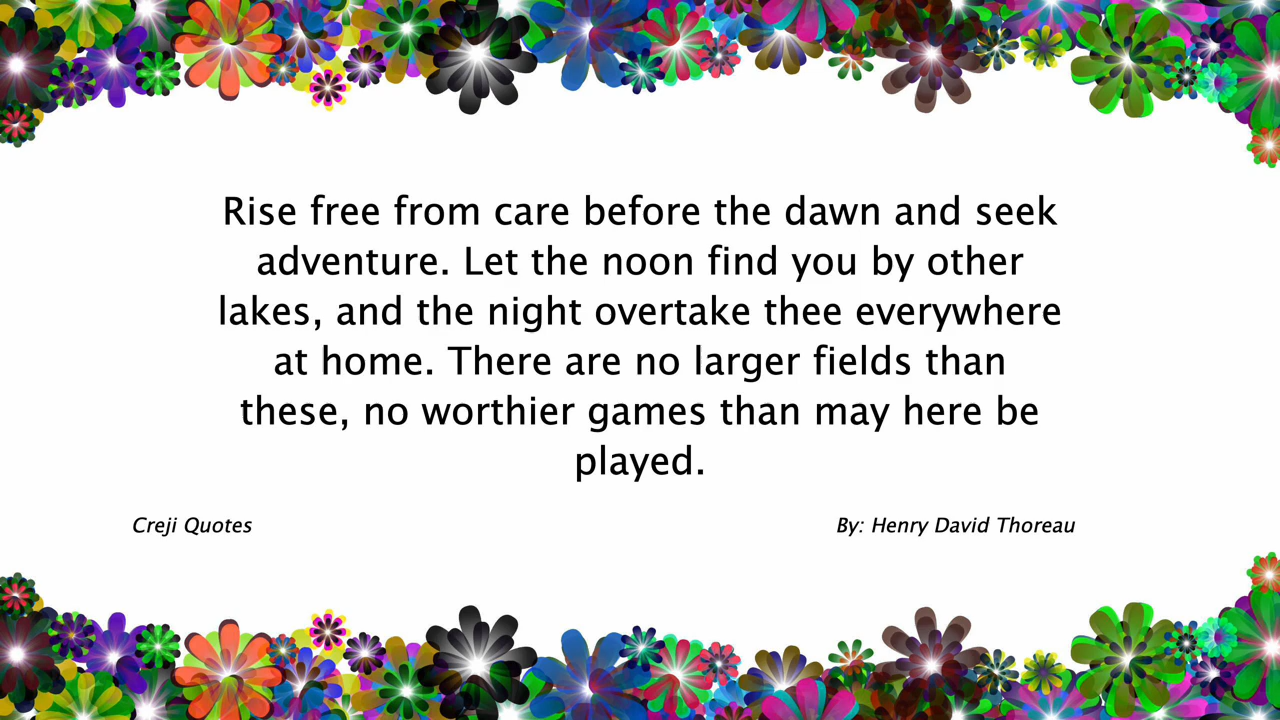 Rise free from care before the dawn and seek
adventure. Let the noon find you by other
lakes, and the night overtake thee everywhere
at home. There are no larger fields than
these, no worthier games than may here be
played.
Creji Quotes
By: Henry David Thoreau